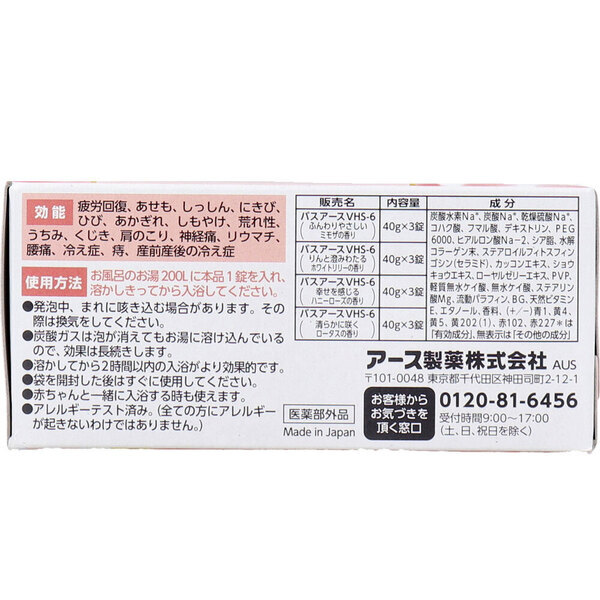 効能
疲労回復、あせも、しっしん、にきび、
ひび、あかぎれ、しもやけ、荒れ性、
うちみ、くじき、肩のこり、神経痛、リウマチ、
腰痛、冷え症、痔、産前産後の冷え症
使用方法
お風呂のお湯200Lに本品1錠を入れ、
溶かしきってから入浴してください。
●発泡中、まれに咳き込む場合があります。その
際は換気をしてください。
●炭酸ガスは泡が消えてもお湯に溶け込んでいる
ので、効果は長続きします。
●溶かしてから2時間以内の入浴がより効果的です。
●袋を開封した後はすぐに使用してください。
●赤ちゃんと一緒に入浴する時も使えます。
●アレルギーテスト済み。(全ての方にアレルギー
が起きないわけではありません。)
医薬部外品
Made in Japan
販売名 内容量 成分
バスアースVHS-6
ふんわりやさしい
ミモザの香り
40g×3錠
バスアースVHS-6
りんと澄みわたる
ホワイトリリーの香り
40g×3錠
バスアースVHS-6
幸せを感じる
ハニーローズの香り
40g×3錠
バスアースVHS-6
清らかに咲く
ロータスの香り
40g×3錠
炭酸水素Na*、炭酸Na*、乾燥硫酸Na*、
コハク酸、フマル酸、デキストリン、PEG
6000、ヒアルロン酸Na-2、シア脂、水解
コラーゲン末、ステアロイルフィトスフィ
ンゴシン(セラミド)、カッコンエキス、ショウ
キョウエキス、ローヤルゼリーエキス、PVP、
軽質無水ケイ酸、無水ケイ酸、ステアリン
酸Mg、流動パラフィン、BG、天然ビタミン
E、エタノール、香料、(+/−)青1、黄4、
黄5、黄202(1)、赤102、赤227 *は
「有効成分」、無表示は「その他の成分」
アース製薬株式会社 AUS
〒101-0048 東京都千代田区神田司町2-12-1
お客様から
お気づきを
頂く窓口
0120-81-6456
受付時間9:00〜17:00
(土、日、祝日を除く)